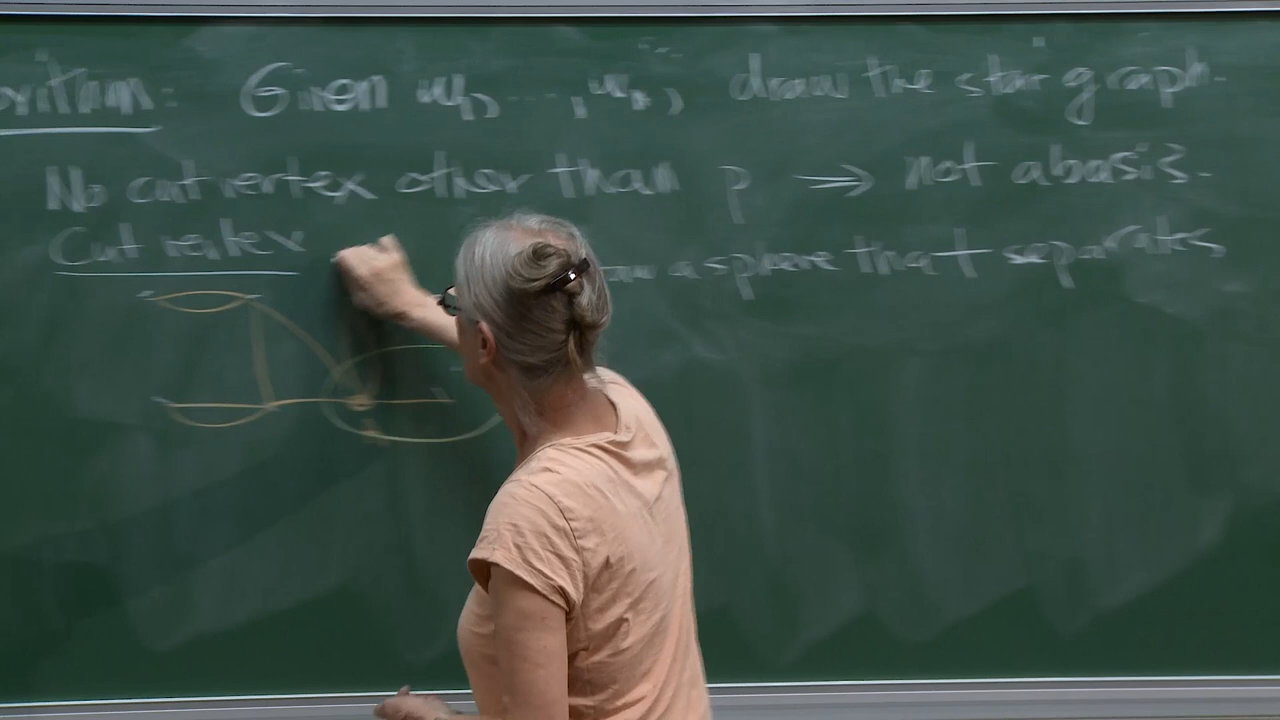 orithm: Given w₁, ..., wₖ, draw the star graph.
No cut vertex other than p → not a basis.
Cut vertex a sphere that separates